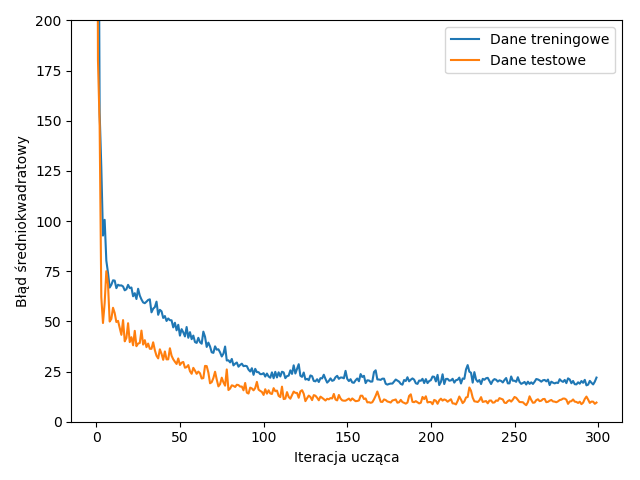 200
175
150
125
100
75
50
25
0
Błąd średniokwadratowy
Dane treningowe
Dane testowe
0 50 100 150 200 250 300
Iteracja ucząca